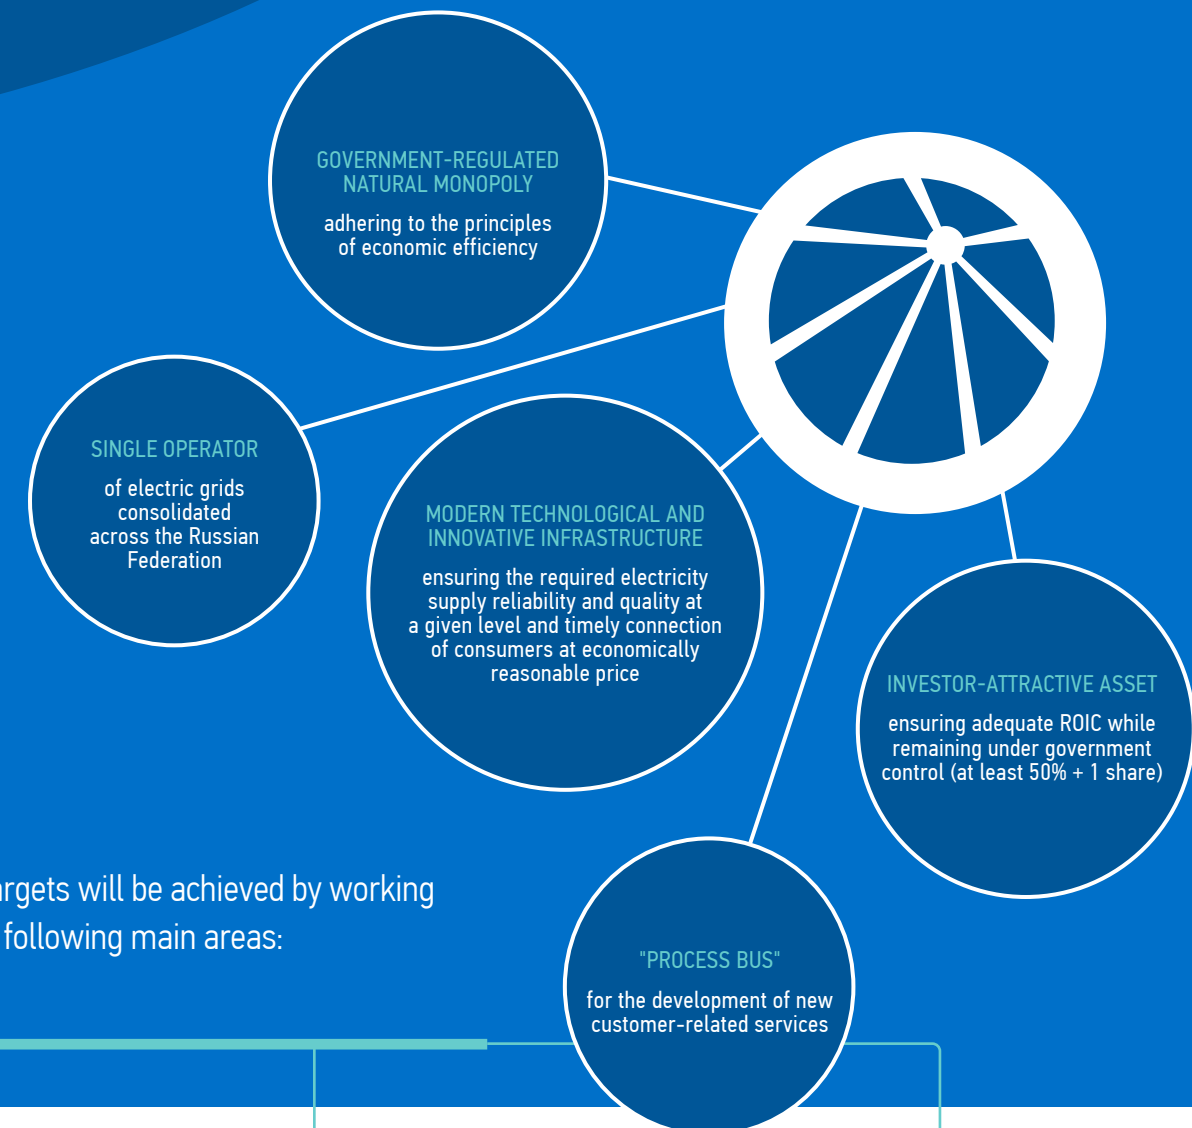 GOVERNMENT-REGULATED
NATURAL MONOPOLY
adhering to the principles
of economic efficiency
SINGLE OPERATOR
of electric grids
consolidated
across the Russian
Federation
MODERN TECHNOLOGICAL AND
INNOVATIVE INFRASTRUCTURE
ensuring the required electricity
supply reliability and quality at
a given level and timely connection
of consumers at economically
reasonable price
INVESTOR-ATTRACTIVE ASSET
ensuring adequate ROIC while
remaining under government
control (at least 50% + 1 share)
will be achieved by working
following main areas:
"PROCESS BUS"
for the development of new
customer-related services